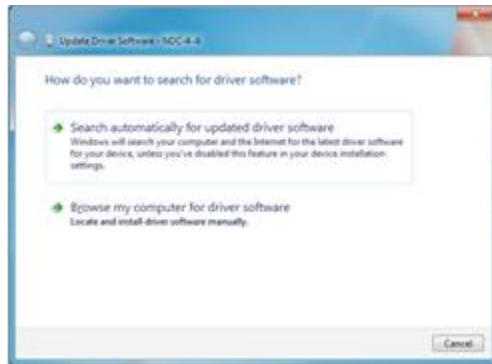 Update Driver Software - NDC-4-A
How do you want to search for driver software?
Search automatically for updated driver software
Windows will search your computer and the Internet for the latest driver software
for your device, unless you've disabled this feature in your device installation
settings.
Browse my computer for driver software
Locate and install driver software manually.
Cancel